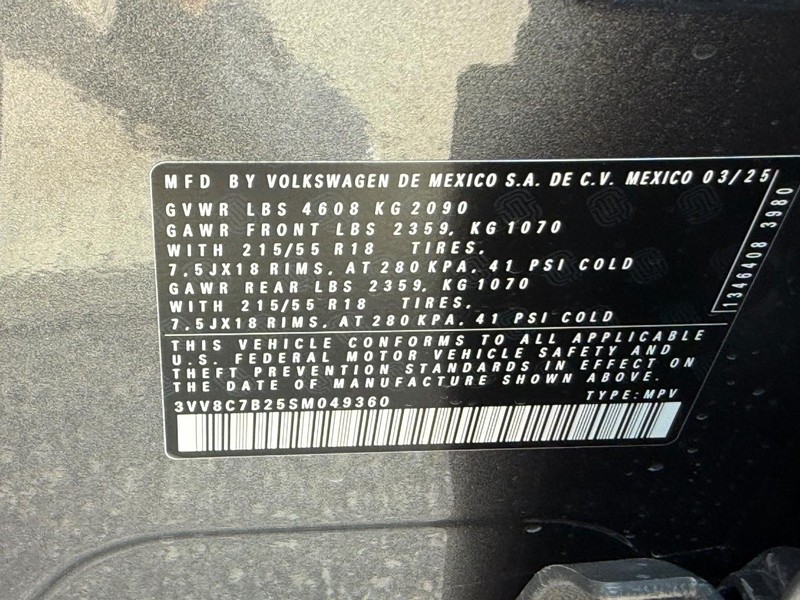 MFD BY VOLKSWAGEN DE MEXICO S.A. DE C.V. MEXICO 03/25
GVWR LBS 4608 KG 2090
GAWR FRONT LBS 2359, KG 1070
WITH 215/55 R18 TIRES,
7.5JX18 RIMS, AT 280 KPA, 41 PSI COLD
GAWR REAR LBS 2359, KG 1070
WITH 215/55 R18 TIRES,
7.5JX18 RIMS, AT 280 KPA, 41 PSI COLD
1346408 3980
THIS VEHICLE CONFORMS TO ALL APPLICABLE
U.S. FEDERAL MOTOR VEHICLE SAFETY AND
THEFT PREVENTION STANDARDS IN EFFECT ON
THE DATE OF MANUFACTURE SHOWN ABOVE.
3VV8C7B25SM049360 TYPE: MPV